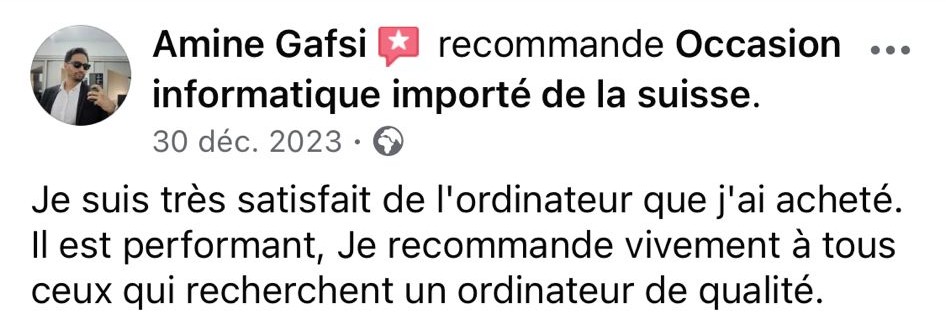 Amine Gafsi recommande Occasion
informatique importé de la suisse.
30 déc. 2023 ·
Je suis très satisfait de l'ordinateur que j'ai acheté.
Il est performant, Je recommande vivement à tous
ceux qui recherchent un ordinateur de qualité.